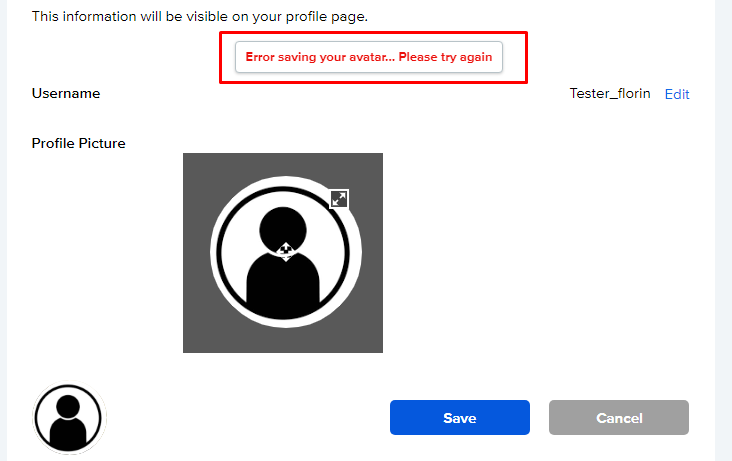 This information will be visible on your profile page.
Error saving your avatar... Please try again
Username
Tester_florin Edit
Profile Picture
Save
Cancel